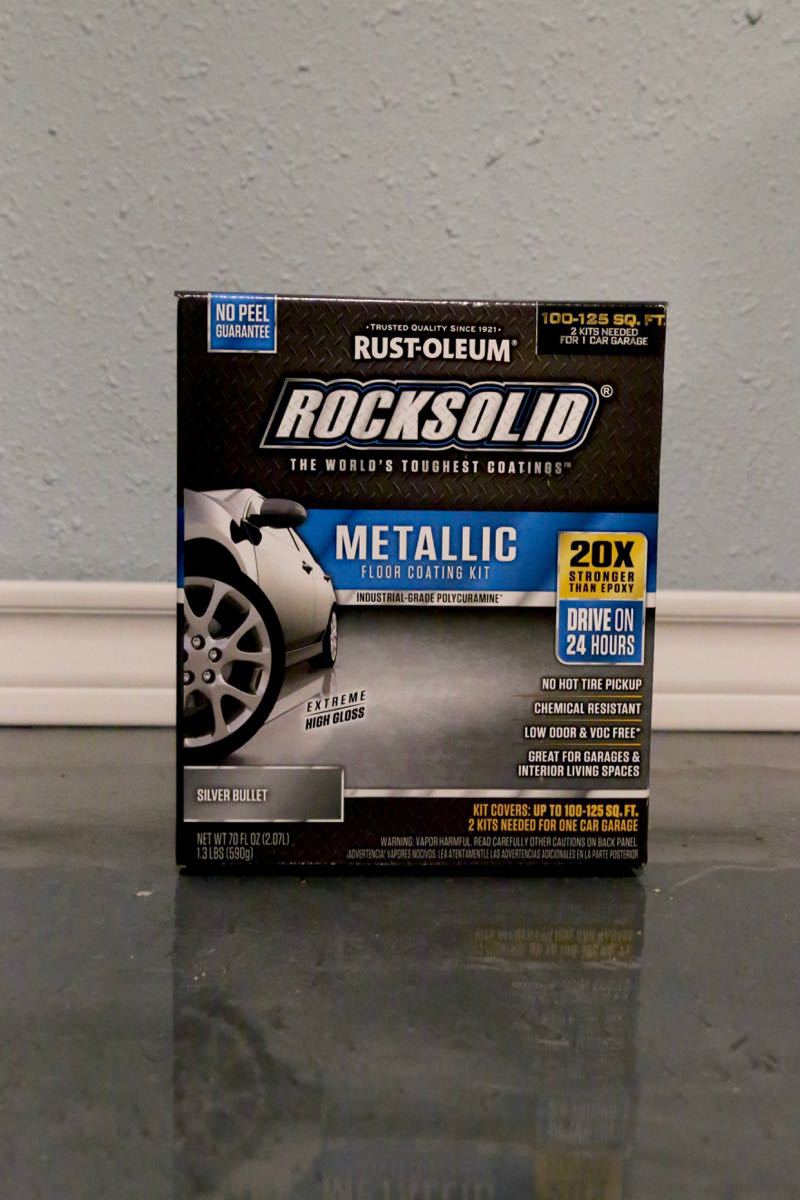 NO PEEL
GUARANTEE
•TRUSTED QUALITY SINCE 1921•
RUST-OLEUM®
100-125 SQ. FT.
2 KITS NEEDED
FOR 1 CAR GARAGE
ROCKSOLID®
THE WORLD'S TOUGHEST COATINGS™
METALLIC
FLOOR COATING KIT
INDUSTRIAL-GRADE POLYCURAMINE®
20X
STRONGER
THAN EPOXY
DRIVE ON
24 HOURS
NO HOT TIRE PICKUP
CHEMICAL RESISTANT
LOW ODOR & VOC FREE*
GREAT FOR GARAGES &
INTERIOR LIVING SPACES
EXTREME
HIGH GLOSS
SILVER BULLET
KIT COVERS: UP TO 100-125 SQ. FT.
2 KITS NEEDED FOR ONE CAR GARAGE
NET WT 70 FL OZ (2.07L)
1.3 LBS (590g)
WARNING: VAPOR HARMFUL. READ CAREFULLY OTHER CAUTIONS ON BACK PANEL.
¡ADVERTENCIA! VAPORES NOCIVOS. LEA ATENTAMENTE LAS ADVERTENCIAS ADICIONALES EN LA PARTE POSTERIOR